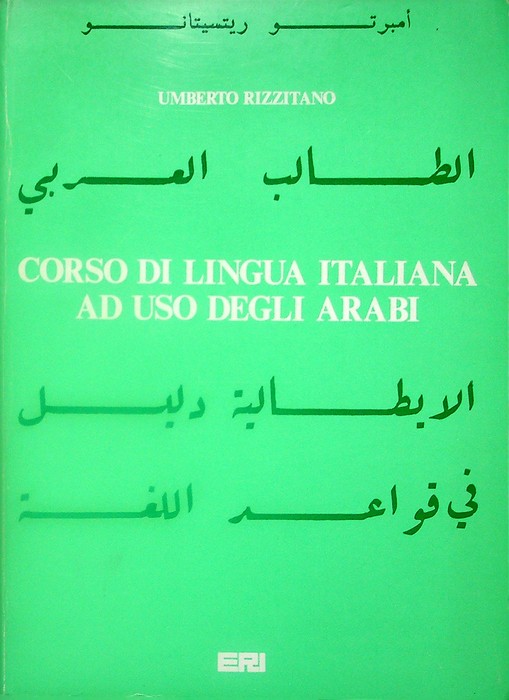 أمبرتو ريتسيتانو
UMBERTO RIZZITANO
الطالب العربي
CORSO DI LINGUA ITALIANA
AD USO DEGLI ARABI
الايطالية دليل
في قواعد اللغة
ERI